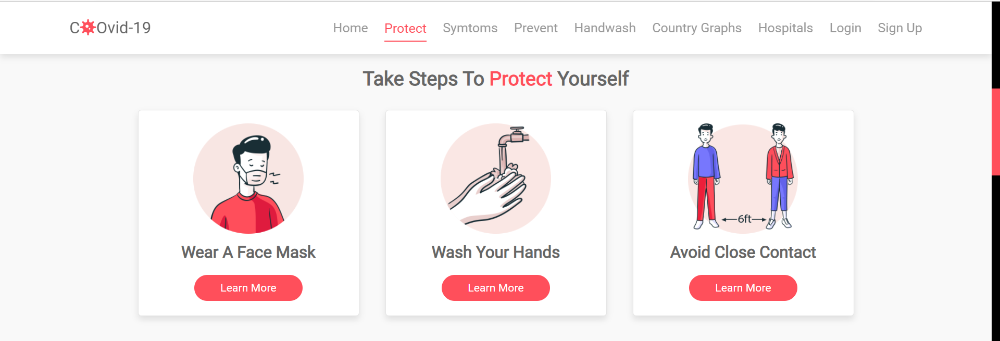 COvid-19
Home Protect Symtoms Prevent Handwash Country Graphs Hospitals Login Sign Up
Take Steps To Protect Yourself
6ft
Wear A Face Mask
Wash Your Hands
Avoid Close Contact
Learn More
Learn More
Learn More